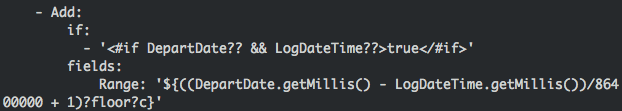 - Add:
if:
- '<#if DepartDate?? && LogDateTime??>true</#if>'
fields:
Range: '${((DepartDate.getMillis() - LogDateTime.getMillis())/864
00000 + 1)?floor?c}'